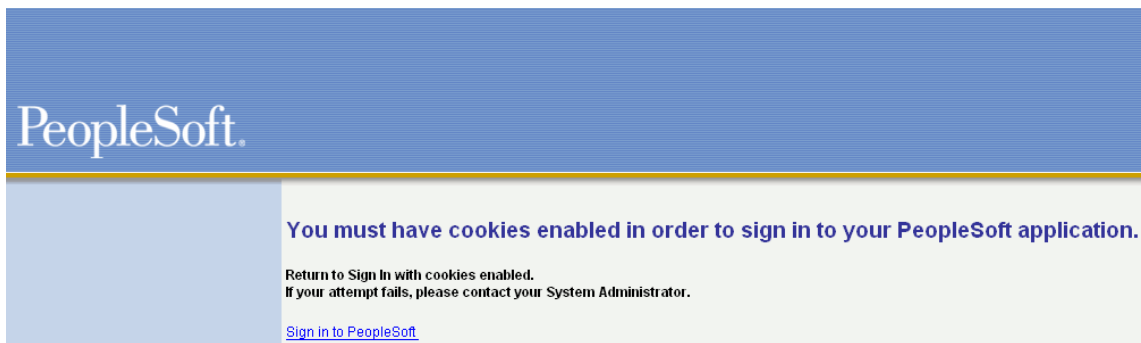 PeopleSoft.
You must have cookies enabled in order to sign in to your PeopleSoft application.
Return to Sign In with cookies enabled.
If your attempt fails, please contact your System Administrator.
Sign in to PeopleSoft